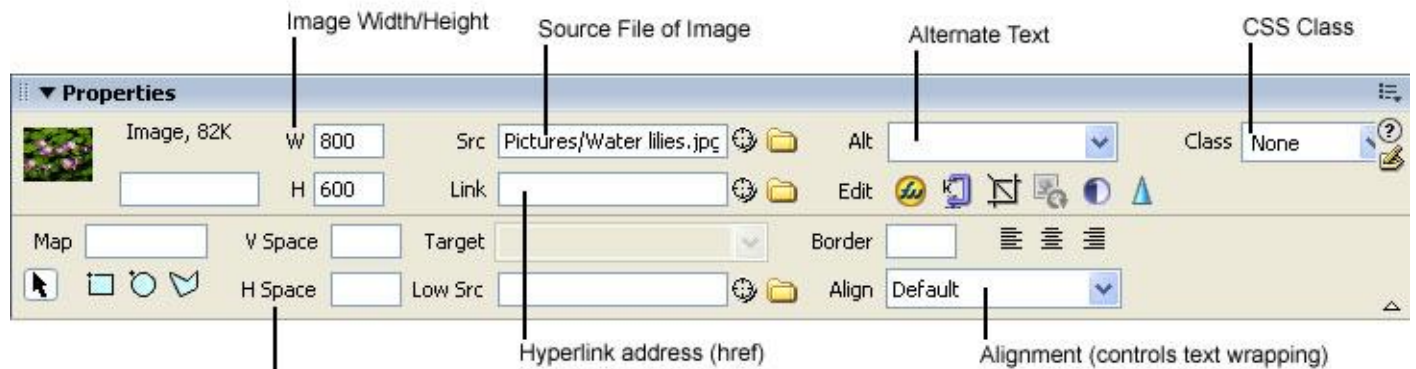 Image Width/Height
Source File of Image
Alternate Text
CSS Class
Properties
Image, 82K
W 800
Src Pictures/Water lilies.jpg
Alt
Class None
H 600
Link
Edit
Map
V Space
Target
Border
H Space
Low Src
Align Default
Hyperlink address (href)
Alignment (controls text wrapping)